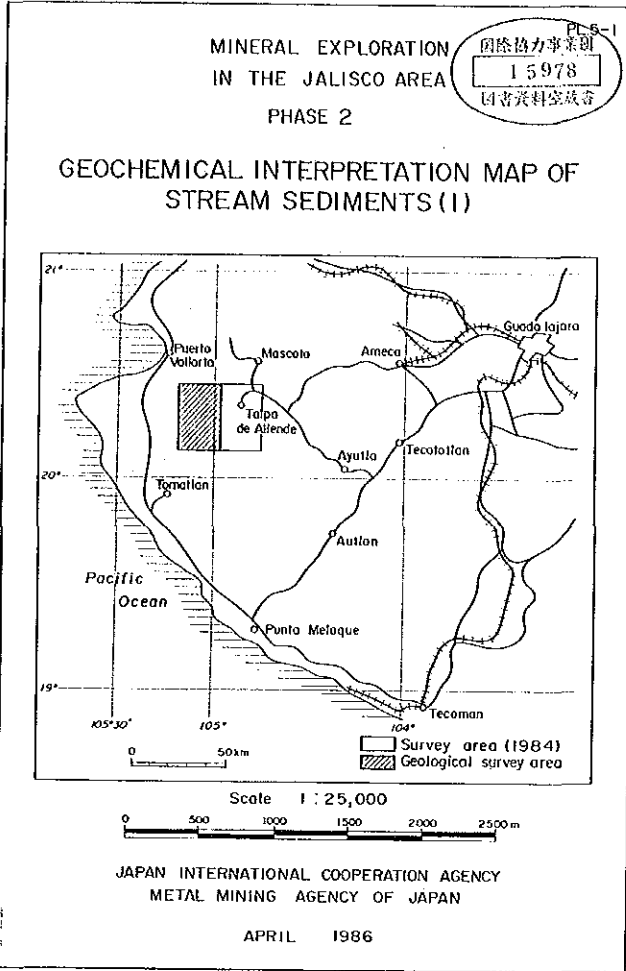 PL.5-1
MINERAL EXPLORATION
IN THE JALISCO AREA
PHASE 2
国際協力事業団
15978
図書資料室蔵書
GEOCHEMICAL INTERPRETATION MAP OF
STREAM SEDIMENTS (1)
21°
Guadalajara
Puerto
Vallarta
Mascota
Ameca
Talpa
de Allende
Ayutla
Tecolotlan
20°
Tomatlan
Autlan
Pacific
Ocean
Punta Melaque
19°
Tecoman
105°30'
105°
104°
0 50km
Survey area (1984)
Geological survey area
Scale 1:25,000
0 500 1000 1500 2000 2500m
JAPAN INTERNATIONAL COOPERATION AGENCY
METAL MINING AGENCY OF JAPAN
APRIL 1986